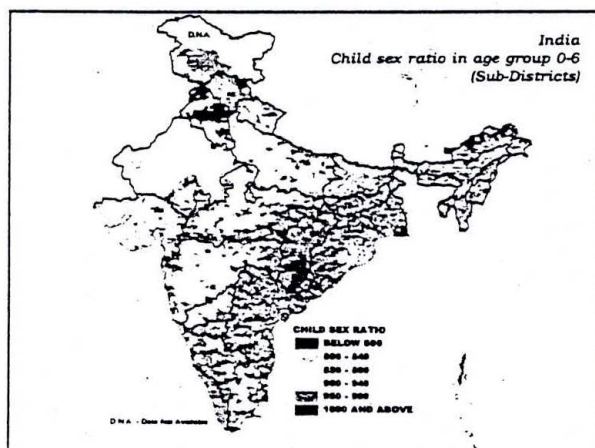 D.N.A.
India
Child sex ratio in age group 0-6
(Sub-Districts)
CHILD SEX RATIO
BELOW 800
1000 AND ABOVE
D N A - Data Not Available